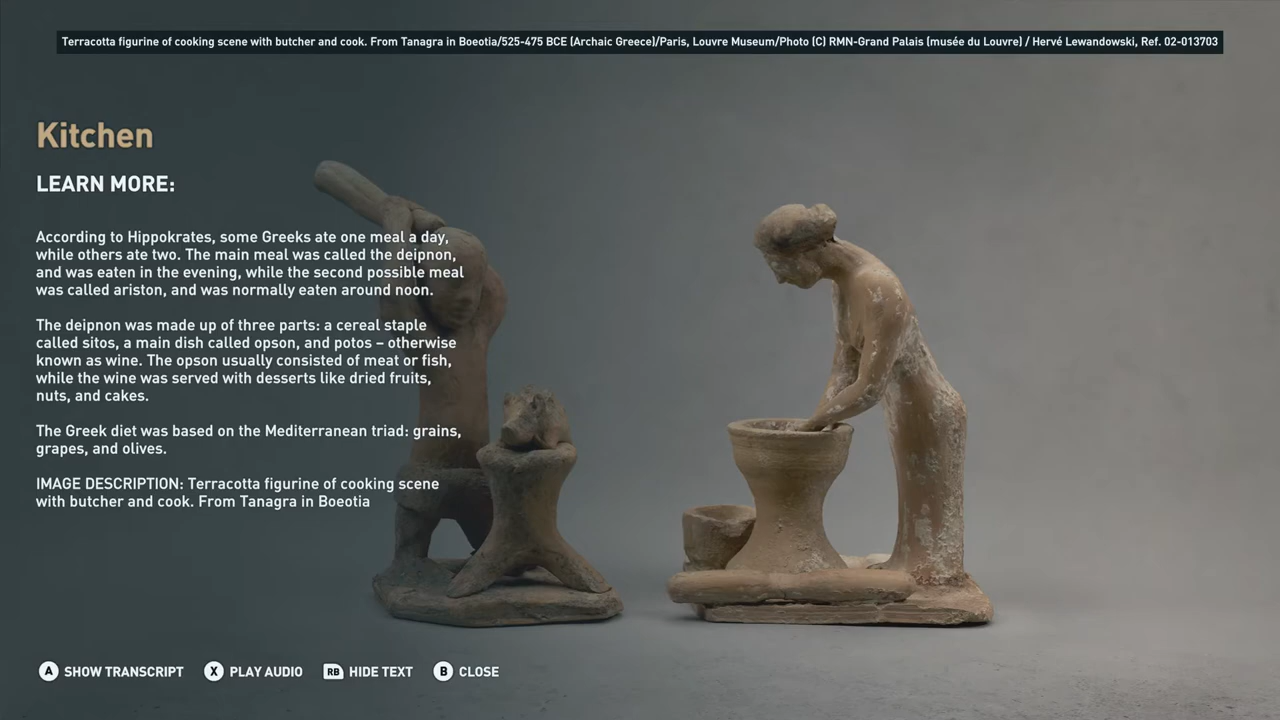 Terracotta figurine of cooking scene with butcher and cook. From Tanagra in Boeotia/525-475 BCE (Archaic Greece)/Paris, Louvre Museum/Photo (C) RMN-Grand Palais (musée du Louvre) / Hervé Lewandowski, Ref. 02-013703
Kitchen
LEARN MORE:
According to Hippokrates, some Greeks ate one meal a day,
while others ate two. The main meal was called the deipnon,
and was eaten in the evening, while the second possible meal
was called ariston, and was normally eaten around noon.
The deipnon was made up of three parts: a cereal staple
called sitos, a main dish called opson, and potos – otherwise
known as wine. The opson usually consisted of meat or fish,
while the wine was served with desserts like dried fruits,
nuts, and cakes.
The Greek diet was based on the Mediterranean triad: grains,
grapes, and olives.
IMAGE DESCRIPTION: Terracotta figurine of cooking scene
with butcher and cook. From Tanagra in Boeotia
A SHOW TRANSCRIPT X PLAY AUDIO RB HIDE TEXT B CLOSE